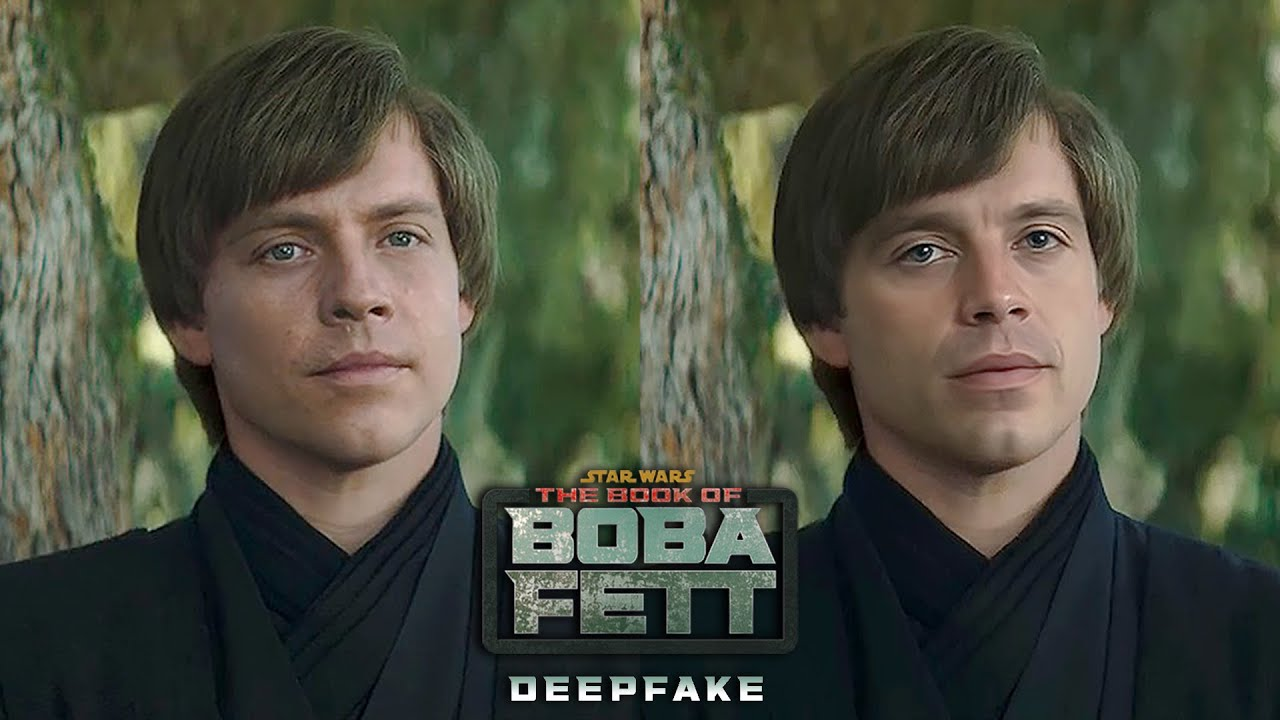 STAR WARS
THE BOOK OF
BOBA
FETT
DEEPFAKE